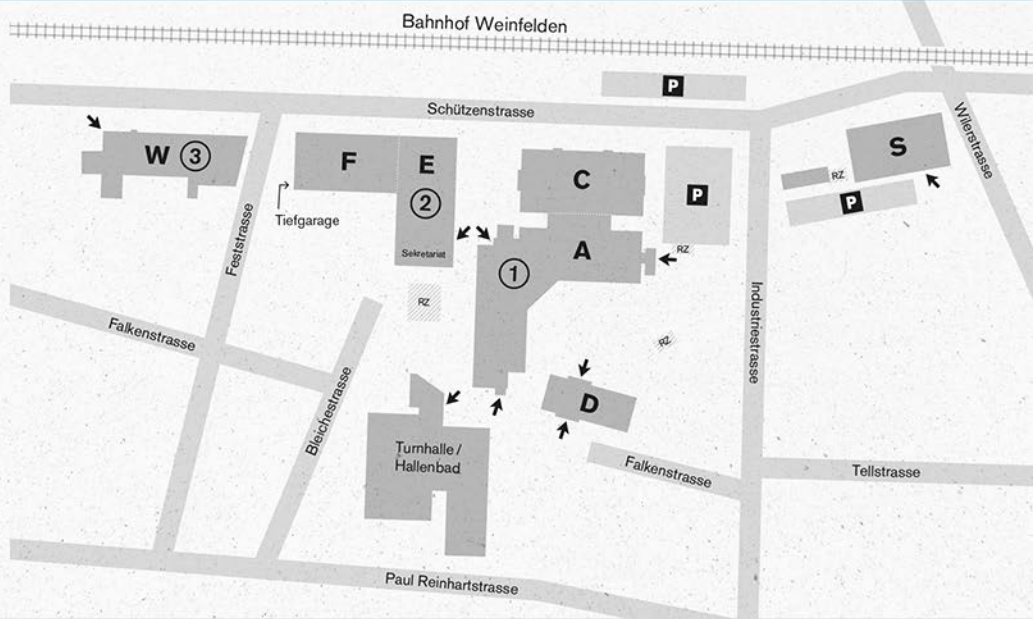 Bahnhof Weinfelden
P
Schützenstrasse
Wilerstrasse
W 3
F
E
2
C
P
S
RZ
P
Tiefgarage
Sekretariat
Feststrasse
1
A
RZ
RZ
Industriestrasse
Falkenstrasse
RZ
Bleichestrasse
D
Turnhalle /
Hallenbad
Falkenstrasse
Tellstrasse
Paul Reinhartstrasse